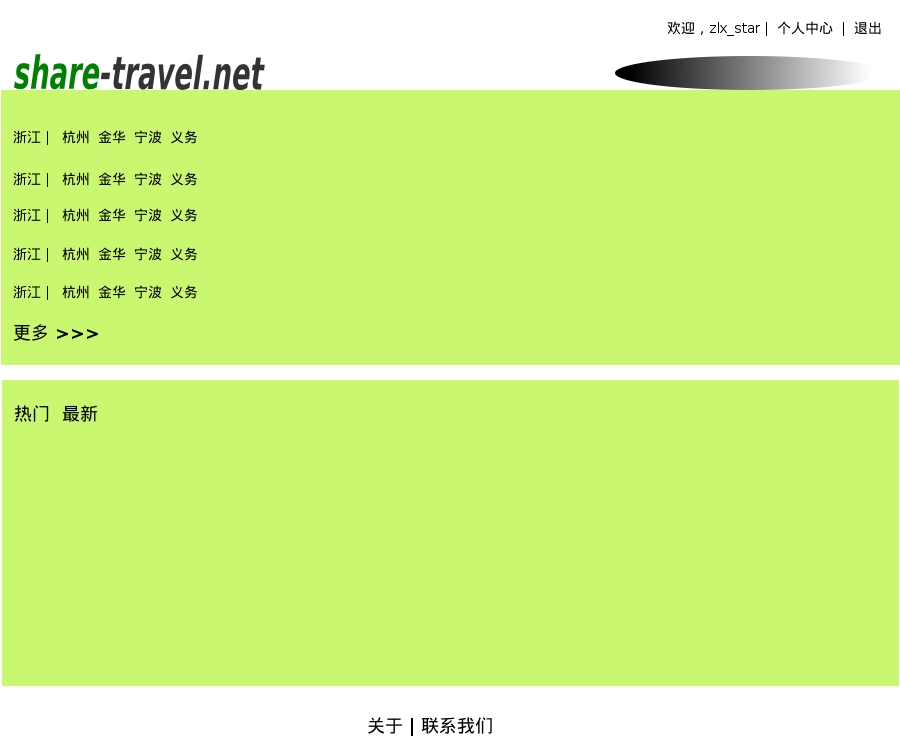 欢迎，zlx_star | 个人中心 | 退出
share-travel.net
浙江 | 杭州 金华 宁波 义务
浙江 | 杭州 金华 宁波 义务
浙江 | 杭州 金华 宁波 义务
浙江 | 杭州 金华 宁波 义务
浙江 | 杭州 金华 宁波 义务
更多 >>>
热门 最新
关于 | 联系我们